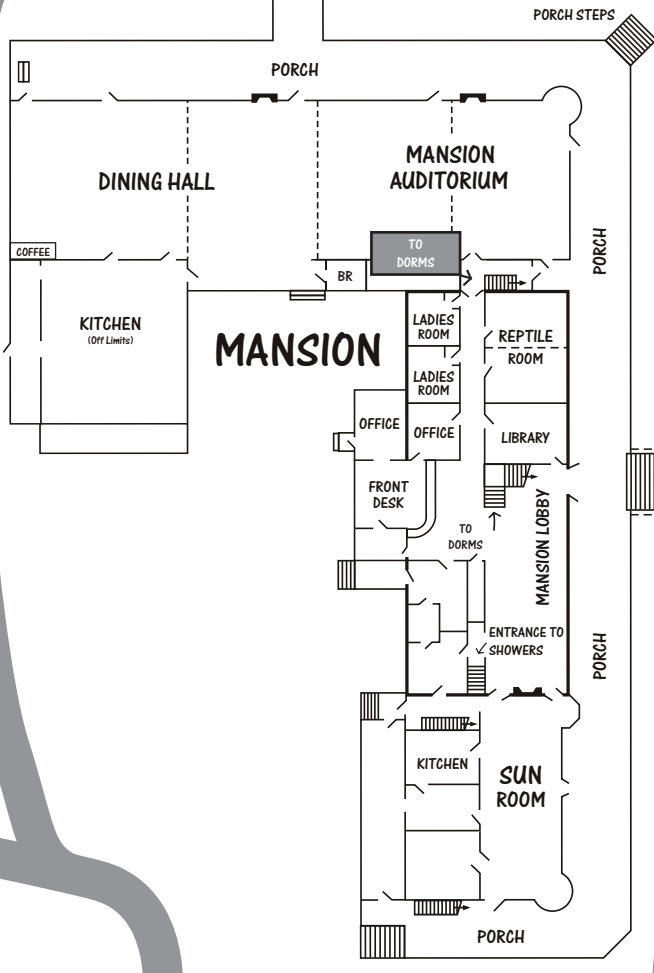 PORCH STEPS
PORCH
DINING HALL
MANSION
AUDITORIUM
PORCH
COFFEE
TO
DORMS
BR
KITCHEN
(Off Limits)
MANSION
LADIES
ROOM
REPTILE
ROOM
LADIES
ROOM
OFFICE
OFFICE
LIBRARY
FRONT
DESK
MANSION LOBBY
TO
DORMS
ENTRANCE TO
SHOWERS
PORCH
KITCHEN
SUN
ROOM
PORCH